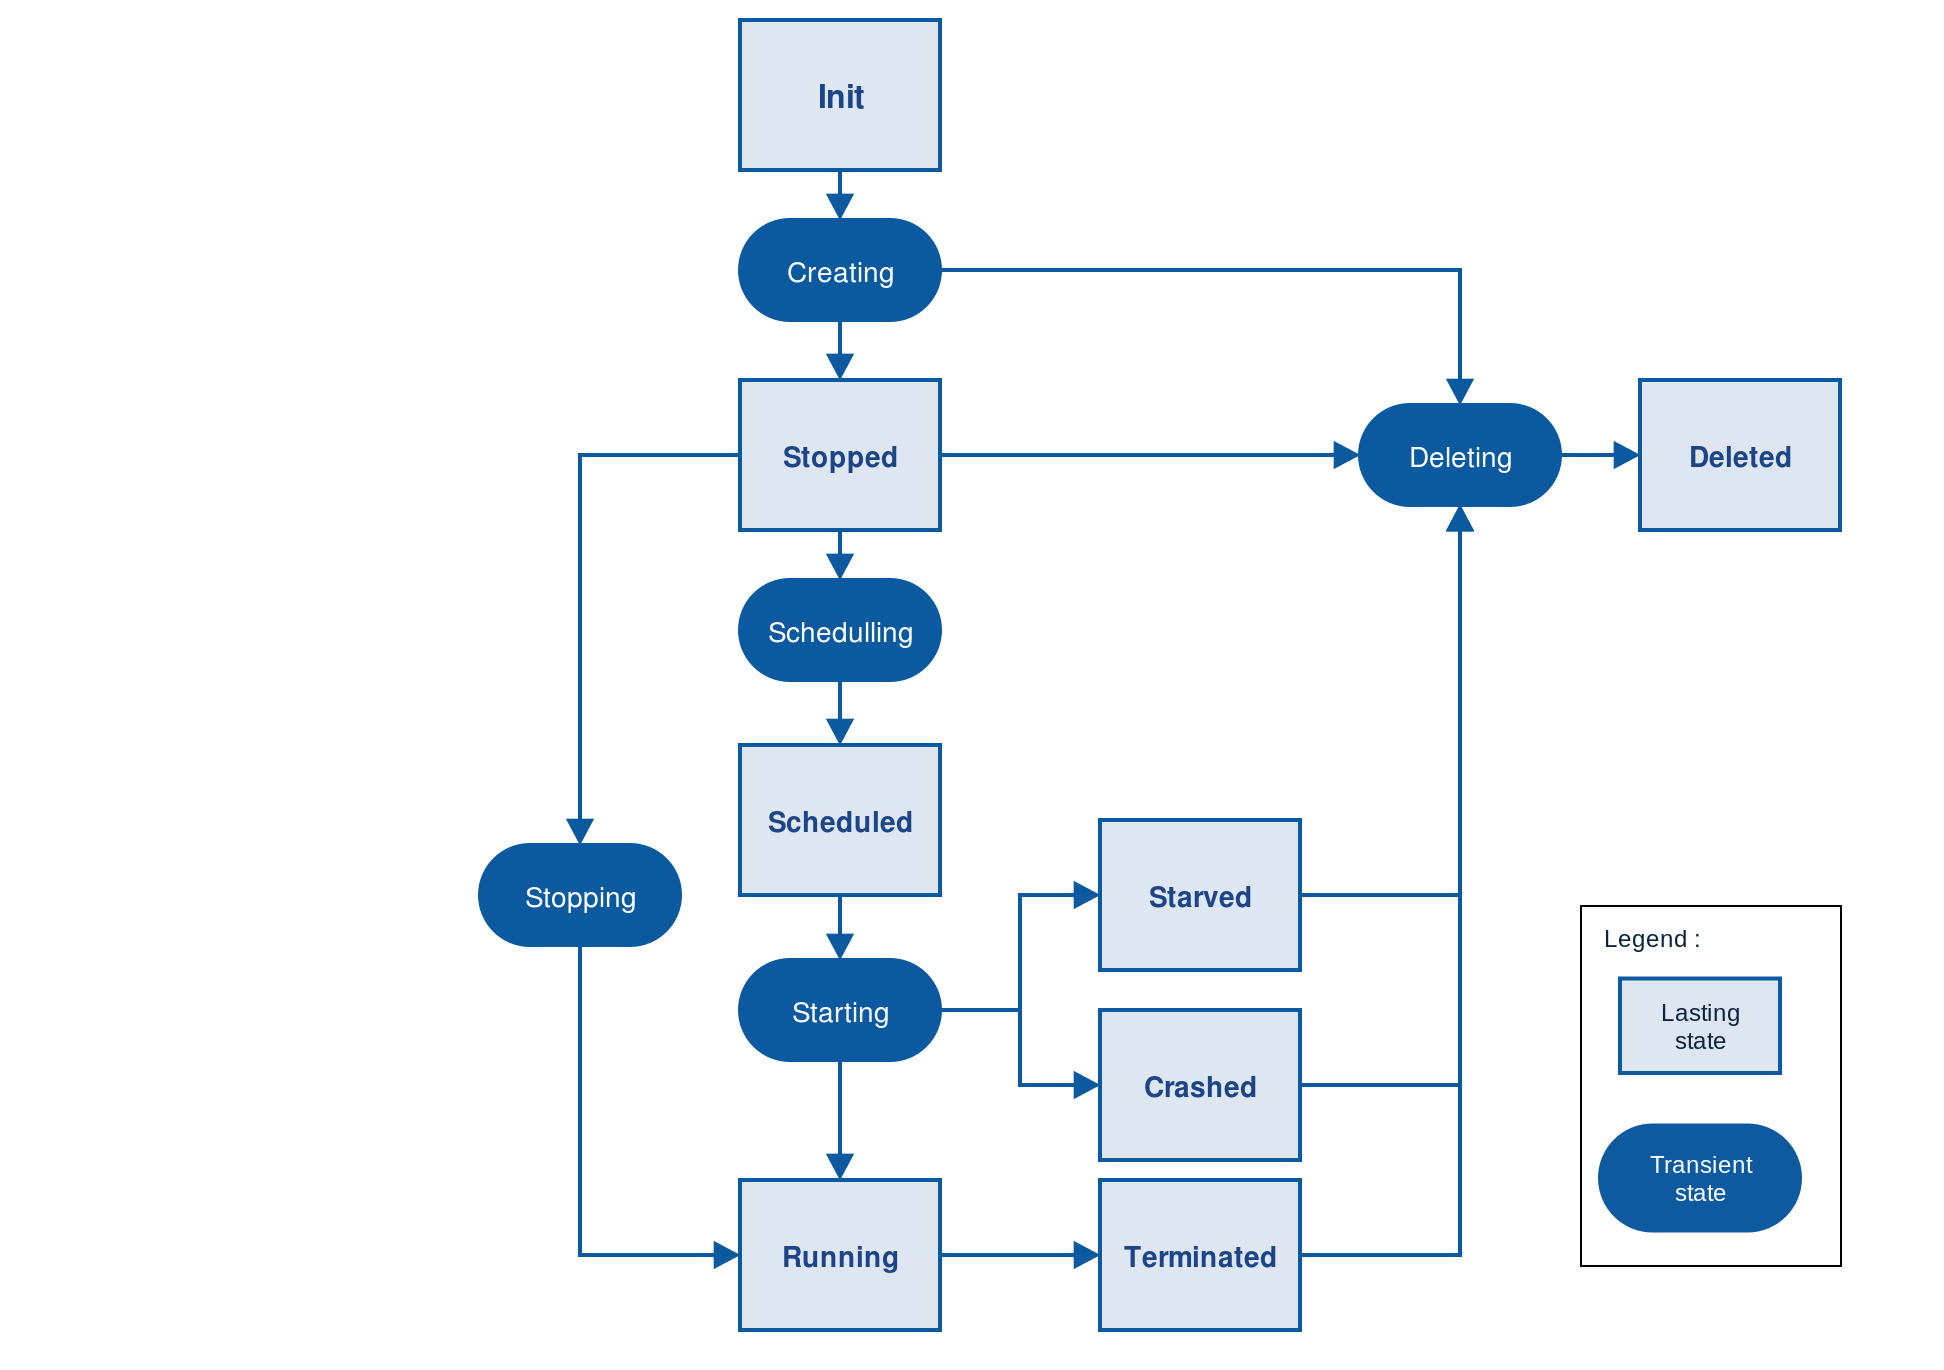 Init
Creating
Stopped
Deleting
Deleted
Schedulling
Scheduled
Stopping
Starved
Starting
Crashed
Running
Terminated
Legend :
Lasting
state
Transient
state